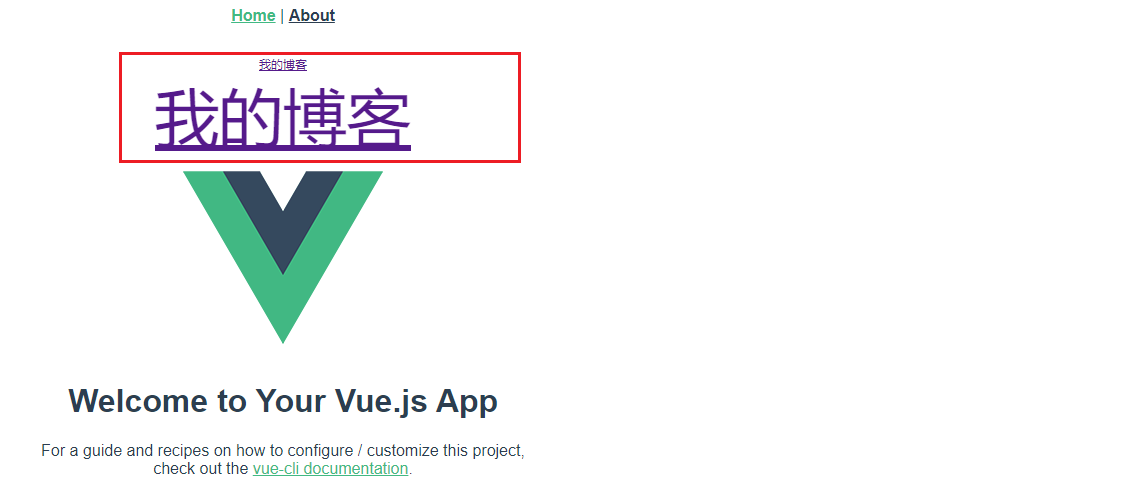 Home | About
我的博客
我的博客
Welcome to Your Vue.js App
For a guide and recipes on how to configure / customize this project,
check out the vue-cli documentation.